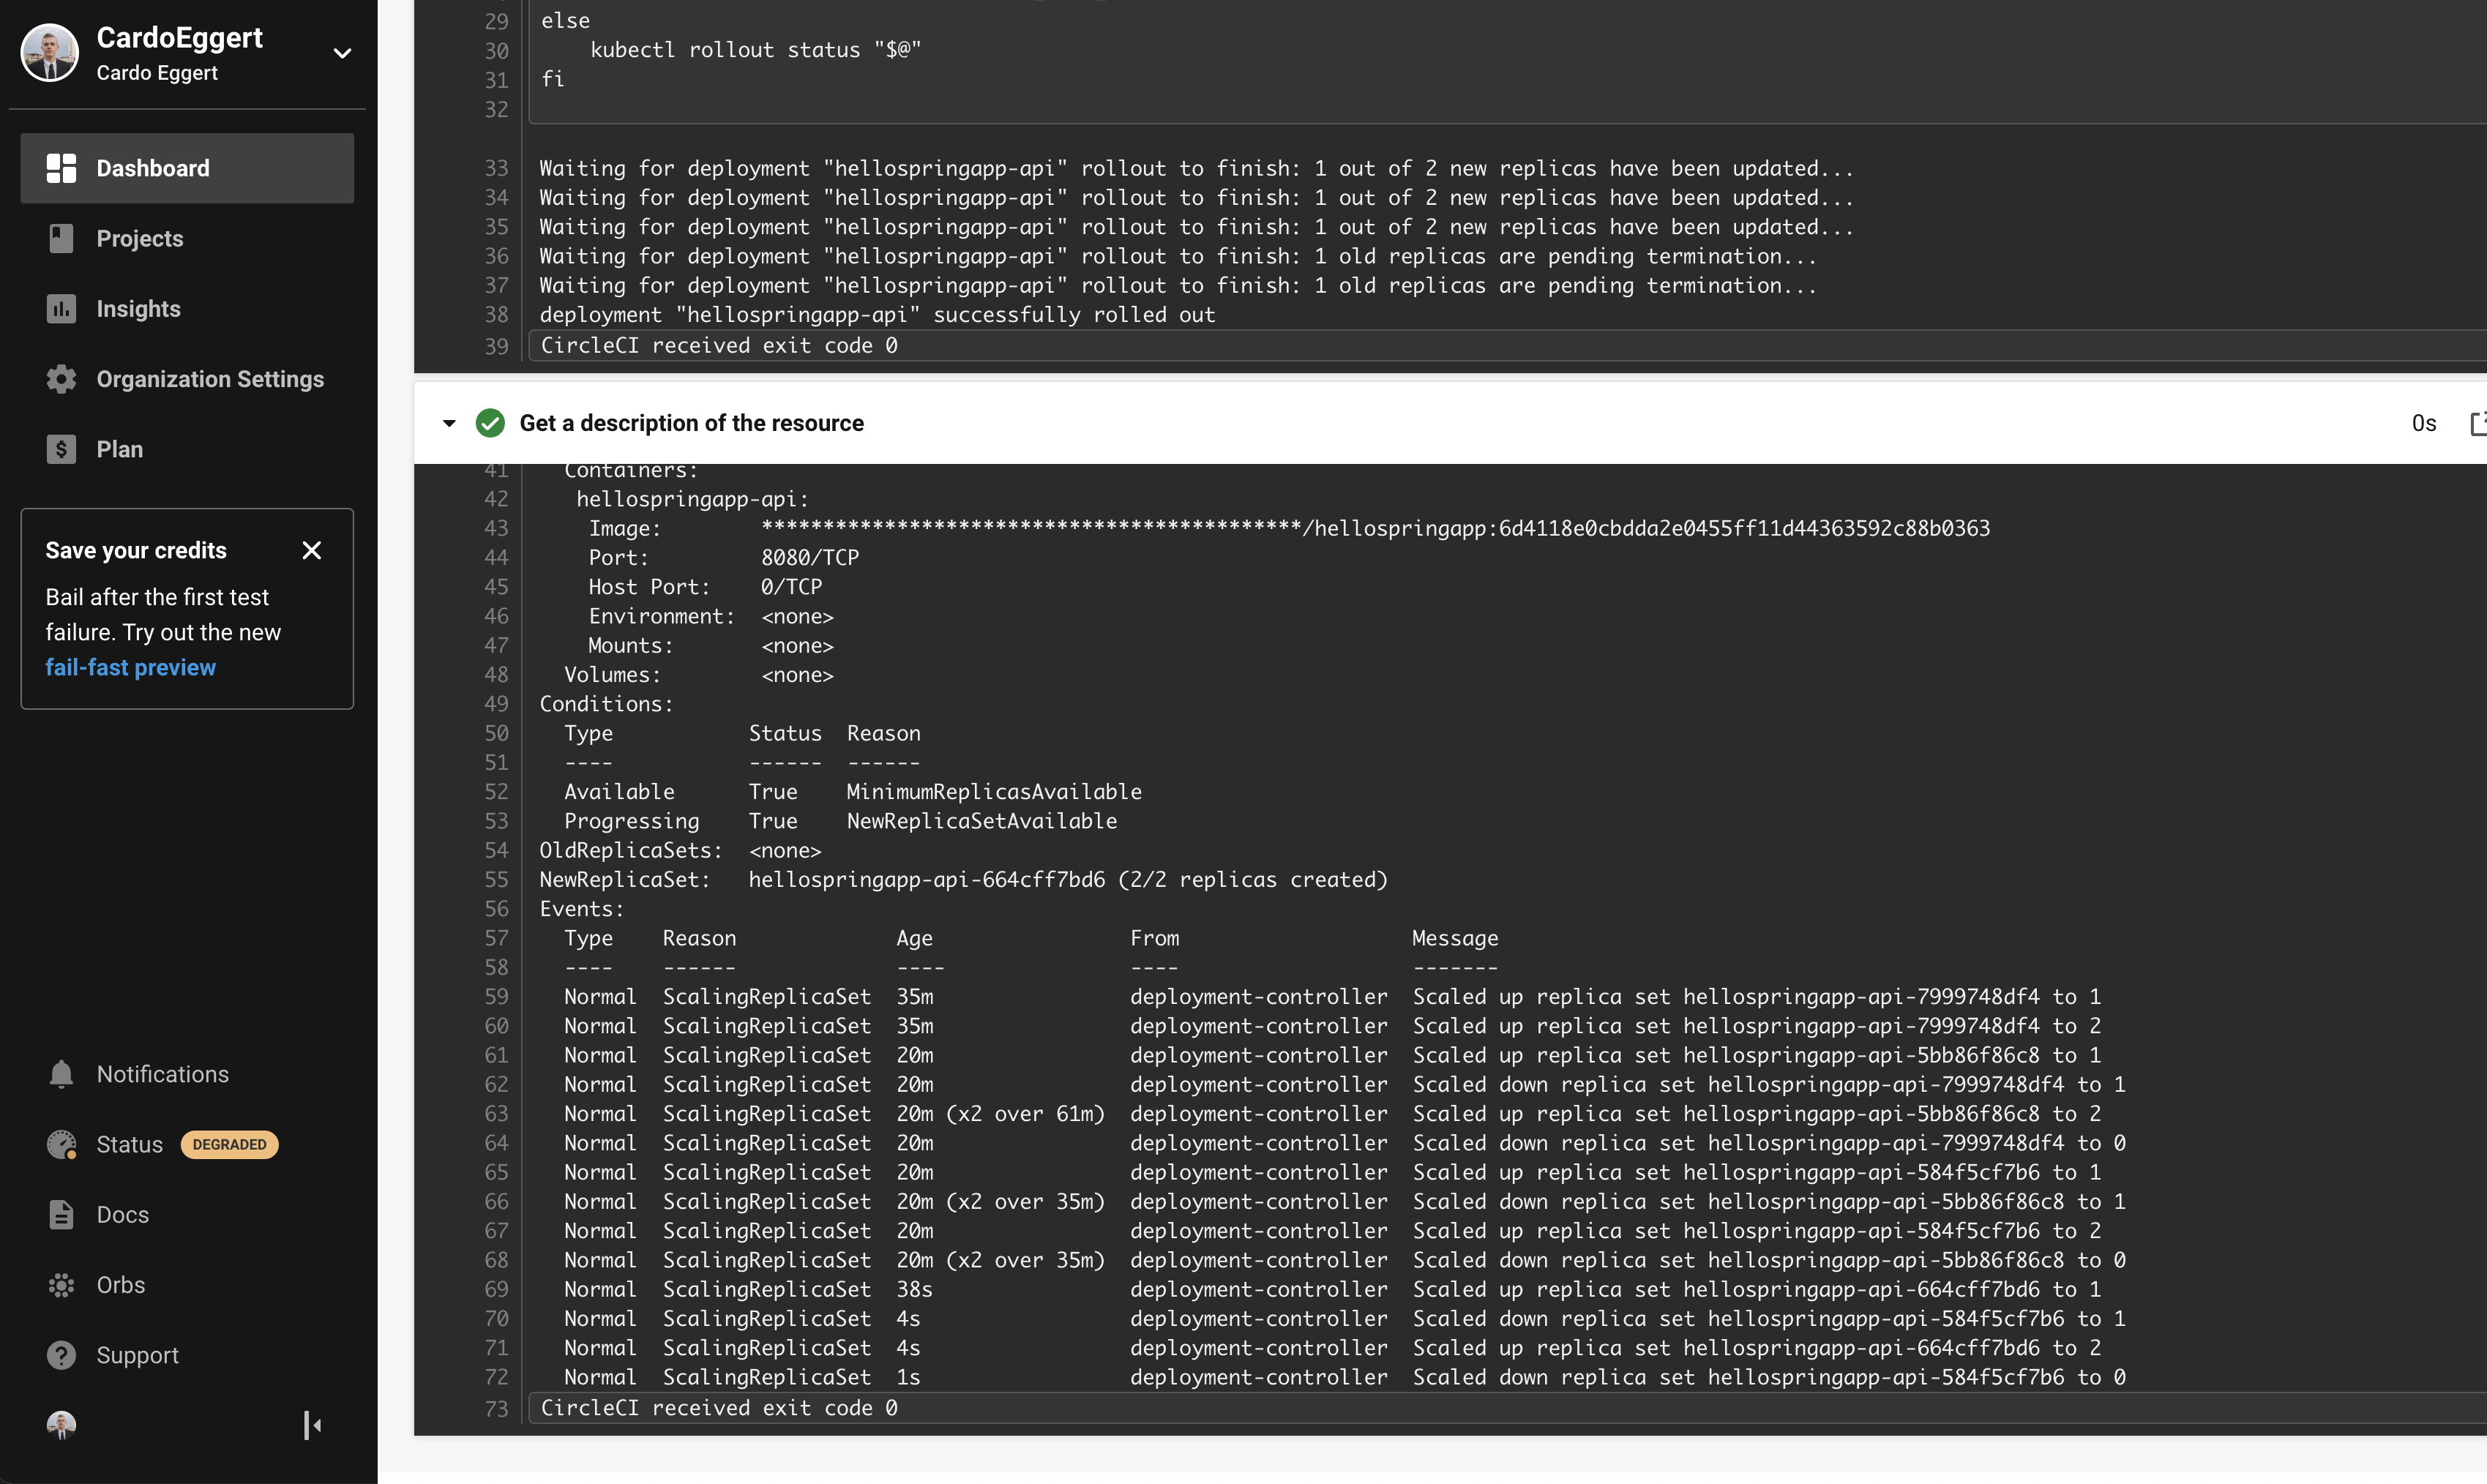 CardoEggert
Cardo Eggert
Dashboard
Projects
Insights
Organization Settings
Plan
Save your credits
Bail after the first test
failure. Try out the new
fail-fast preview
Notifications
Status DEGRADED
Docs
Orbs
Support
29 else
30     kubectl rollout status "$@"
31 fi
32
33 Waiting for deployment "hellospringapp-api" rollout to finish: 1 out of 2 new replicas have been updated...
34 Waiting for deployment "hellospringapp-api" rollout to finish: 1 out of 2 new replicas have been updated...
35 Waiting for deployment "hellospringapp-api" rollout to finish: 1 out of 2 new replicas have been updated...
36 Waiting for deployment "hellospringapp-api" rollout to finish: 1 old replicas are pending termination...
37 Waiting for deployment "hellospringapp-api" rollout to finish: 1 old replicas are pending termination...
38 deployment "hellospringapp-api" successfully rolled out
39 CircleCI received exit code 0
Get a description of the resource 0s
41   Containers:
42    hellospringapp-api:
43     Image:        ********************************************/hellospringapp:6d4118e0cbdda2e0455ff11d44363592c88b0363
44     Port:         8080/TCP
45     Host Port:    0/TCP
46     Environment:  <none>
47     Mounts:       <none>
48   Volumes:        <none>
49 Conditions:
50   Type           Status  Reason
51   ----           ------  ------
52   Available      True    MinimumReplicasAvailable
53   Progressing    True    NewReplicaSetAvailable
54 OldReplicaSets:  <none>
55 NewReplicaSet:   hellospringapp-api-664cff7bd6 (2/2 replicas created)
56 Events:
57   Type    Reason             Age                From                   Message
58   ----    ------             ----               ----                   -------
59   Normal  ScalingReplicaSet  35m                deployment-controller  Scaled up replica set hellospringapp-api-7999748df4 to 1
60   Normal  ScalingReplicaSet  35m                deployment-controller  Scaled up replica set hellospringapp-api-7999748df4 to 2
61   Normal  ScalingReplicaSet  20m                deployment-controller  Scaled up replica set hellospringapp-api-5bb86f86c8 to 1
62   Normal  ScalingReplicaSet  20m                deployment-controller  Scaled down replica set hellospringapp-api-7999748df4 to 1
63   Normal  ScalingReplicaSet  20m (x2 over 61m)  deployment-controller  Scaled up replica set hellospringapp-api-5bb86f86c8 to 2
64   Normal  ScalingReplicaSet  20m                deployment-controller  Scaled down replica set hellospringapp-api-7999748df4 to 0
65   Normal  ScalingReplicaSet  20m                deployment-controller  Scaled up replica set hellospringapp-api-584f5cf7b6 to 1
66   Normal  ScalingReplicaSet  20m (x2 over 35m)  deployment-controller  Scaled down replica set hellospringapp-api-5bb86f86c8 to 1
67   Normal  ScalingReplicaSet  20m                deployment-controller  Scaled up replica set hellospringapp-api-584f5cf7b6 to 2
68   Normal  ScalingReplicaSet  20m (x2 over 35m)  deployment-controller  Scaled down replica set hellospringapp-api-5bb86f86c8 to 0
69   Normal  ScalingReplicaSet  38s                deployment-controller  Scaled up replica set hellospringapp-api-664cff7bd6 to 1
70   Normal  ScalingReplicaSet  4s                 deployment-controller  Scaled down replica set hellospringapp-api-584f5cf7b6 to 1
71   Normal  ScalingReplicaSet  4s                 deployment-controller  Scaled up replica set hellospringapp-api-664cff7bd6 to 2
72   Normal  ScalingReplicaSet  1s                 deployment-controller  Scaled down replica set hellospringapp-api-584f5cf7b6 to 0
73 CircleCI received exit code 0